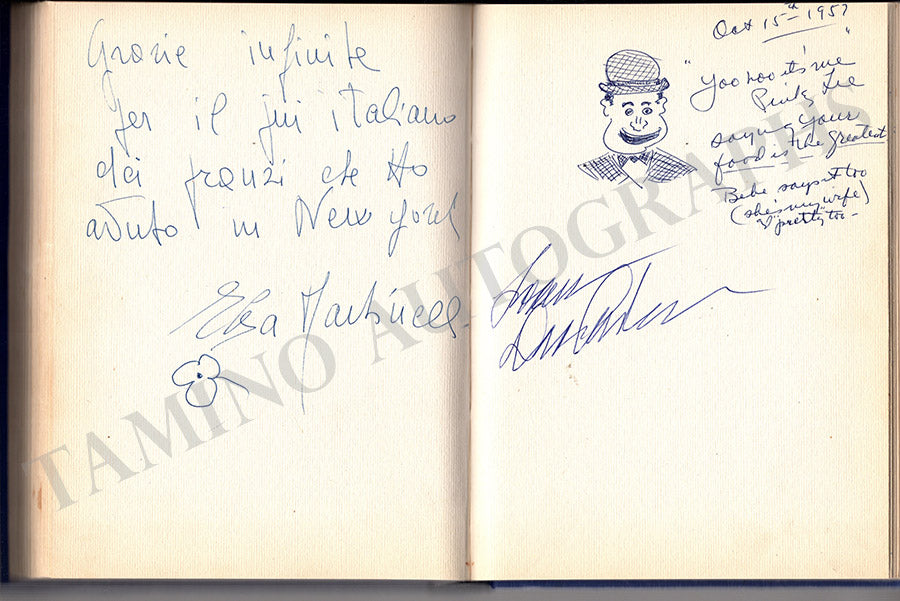 Grazie infinite
per il più italiano
dei pranzi che Ho
avuto in New York
Elsa Martinelli
Oct 15th - 195?
"Yoo hoo it's me"
Pinky Lee
saying your
food is the greatest
Bebe says it too
(she's my wife)
& "pretty" too -
TAMINO AUTOGRAPHS